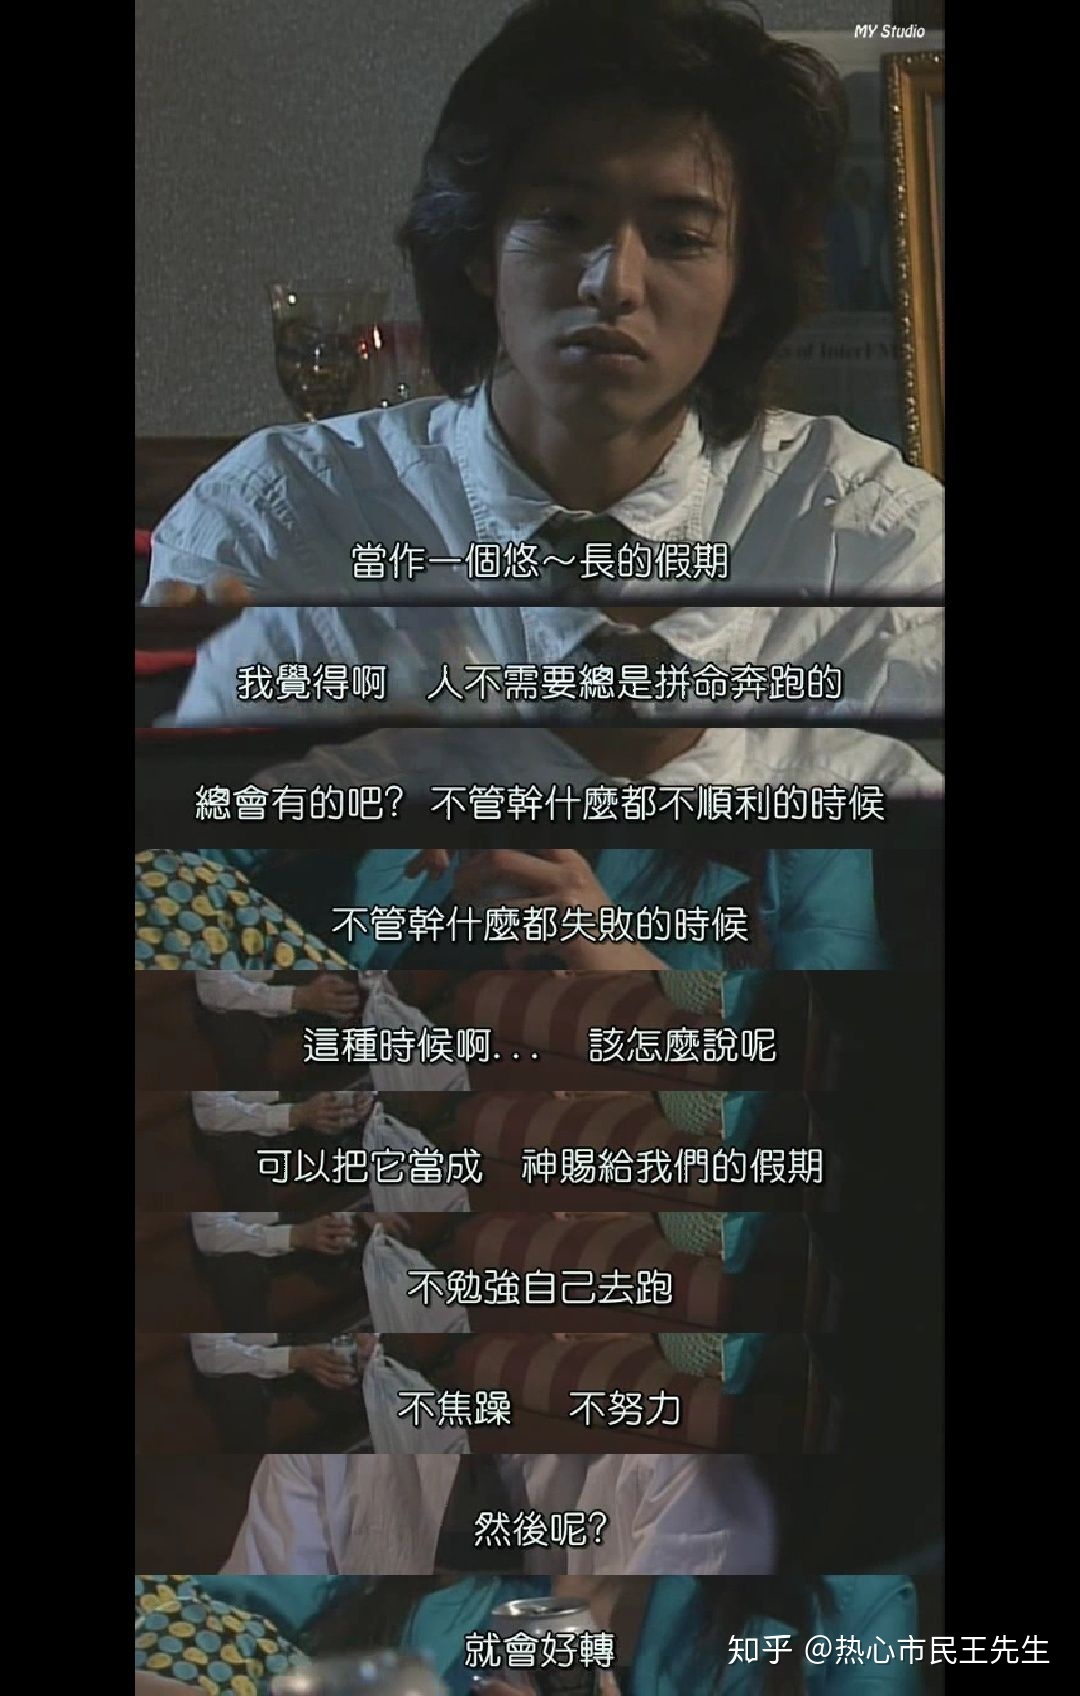 MY Studio
當作一個悠～長的假期
我覺得啊 人不需要總是拼命奔跑的
總會有的吧? 不管幹什麼都不順利的時候
不管幹什麼都失敗的時候
這種時候啊... 該怎麼說呢
可以把它當成 神賜給我們的假期
不勉強自己去跑
不焦躁 不努力
然後呢?
就會好轉
知乎 @热心市民王先生